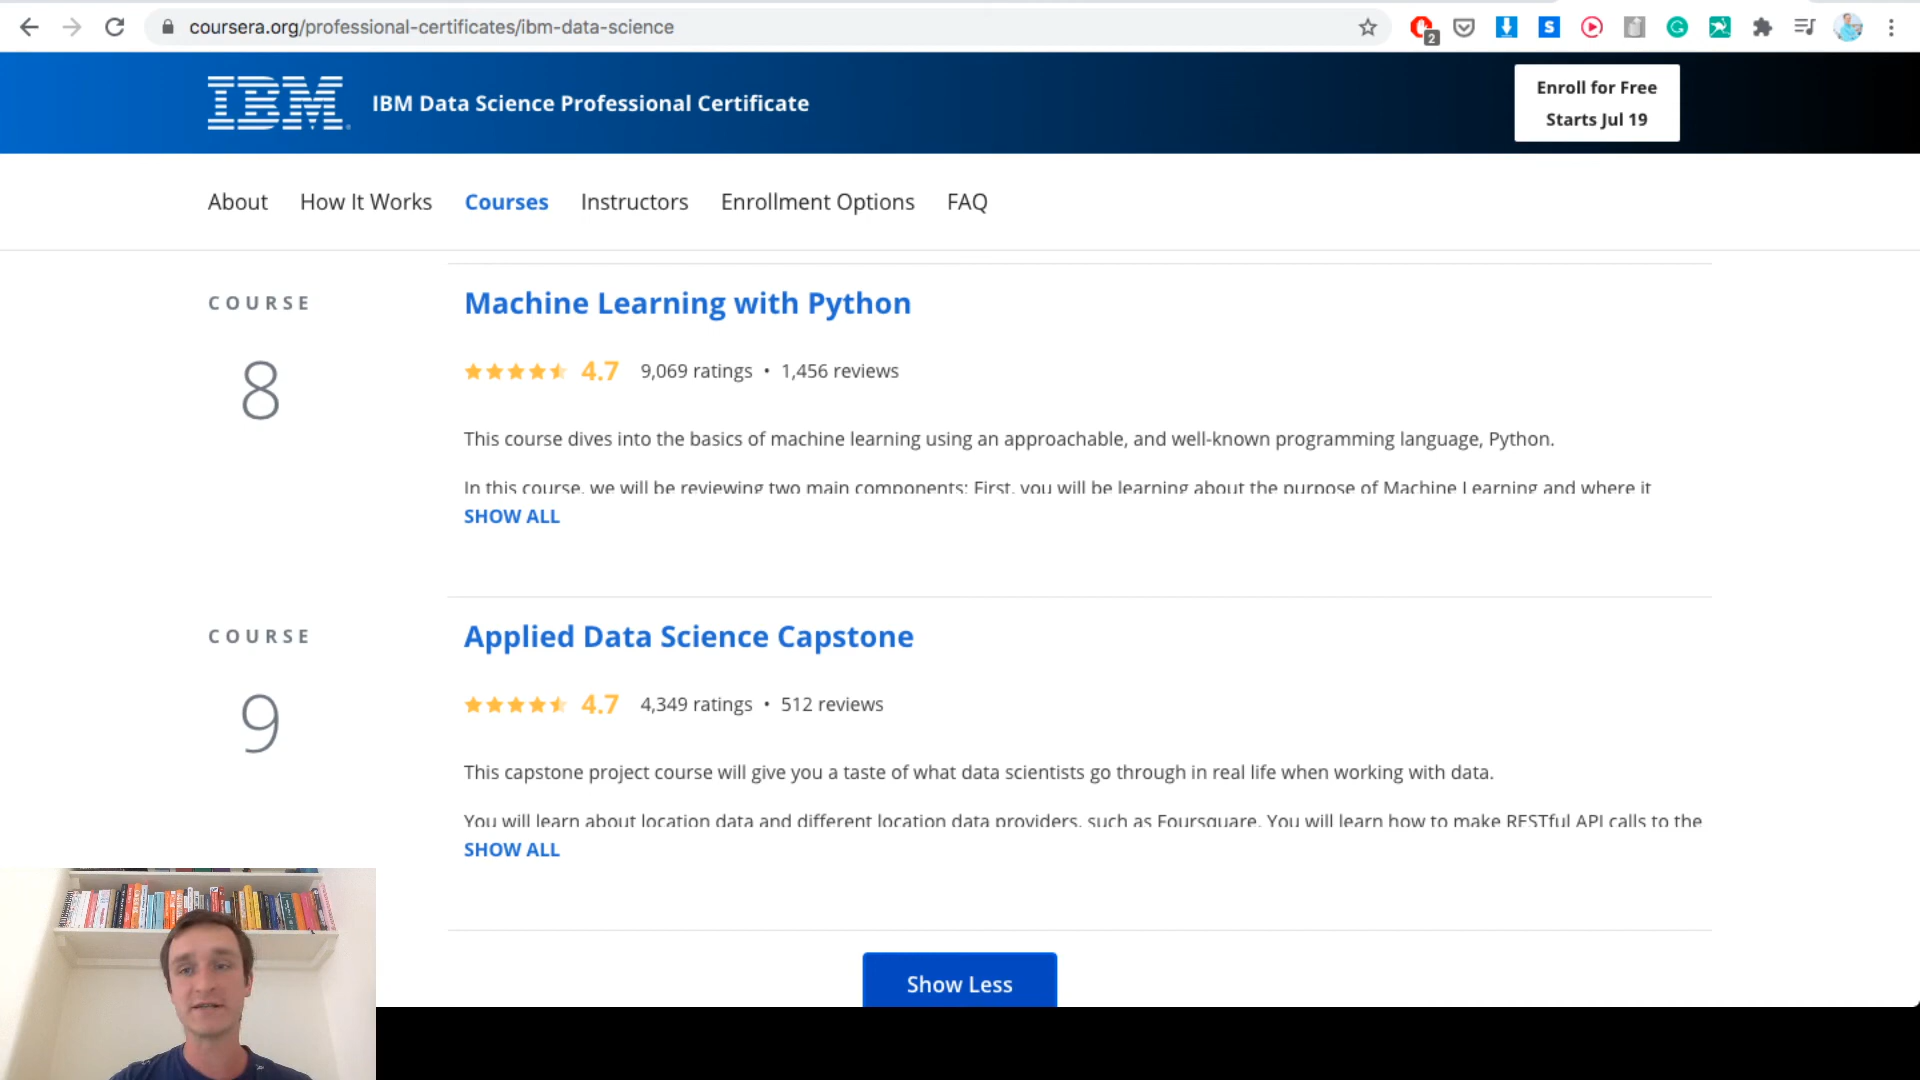 coursera.org/professional-certificates/ibm-data-science
2
IBM
IBM Data Science Professional Certificate
Enroll for Free
Starts Jul 19
About How It Works Courses Instructors Enrollment Options FAQ
COURSE
8
Machine Learning with Python
4.7 9,069 ratings • 1,456 reviews
This course dives into the basics of machine learning using an approachable, and well-known programming language, Python.
In this course, we will be reviewing two main components: First, you will be learning about the purpose of Machine Learning and where it
SHOW ALL
COURSE
9
Applied Data Science Capstone
4.7 4,349 ratings • 512 reviews
This capstone project course will give you a taste of what data scientists go through in real life when working with data.
You will learn about location data and different location data providers, such as Foursquare. You will learn how to make RESTful API calls to the
SHOW ALL
Show Less